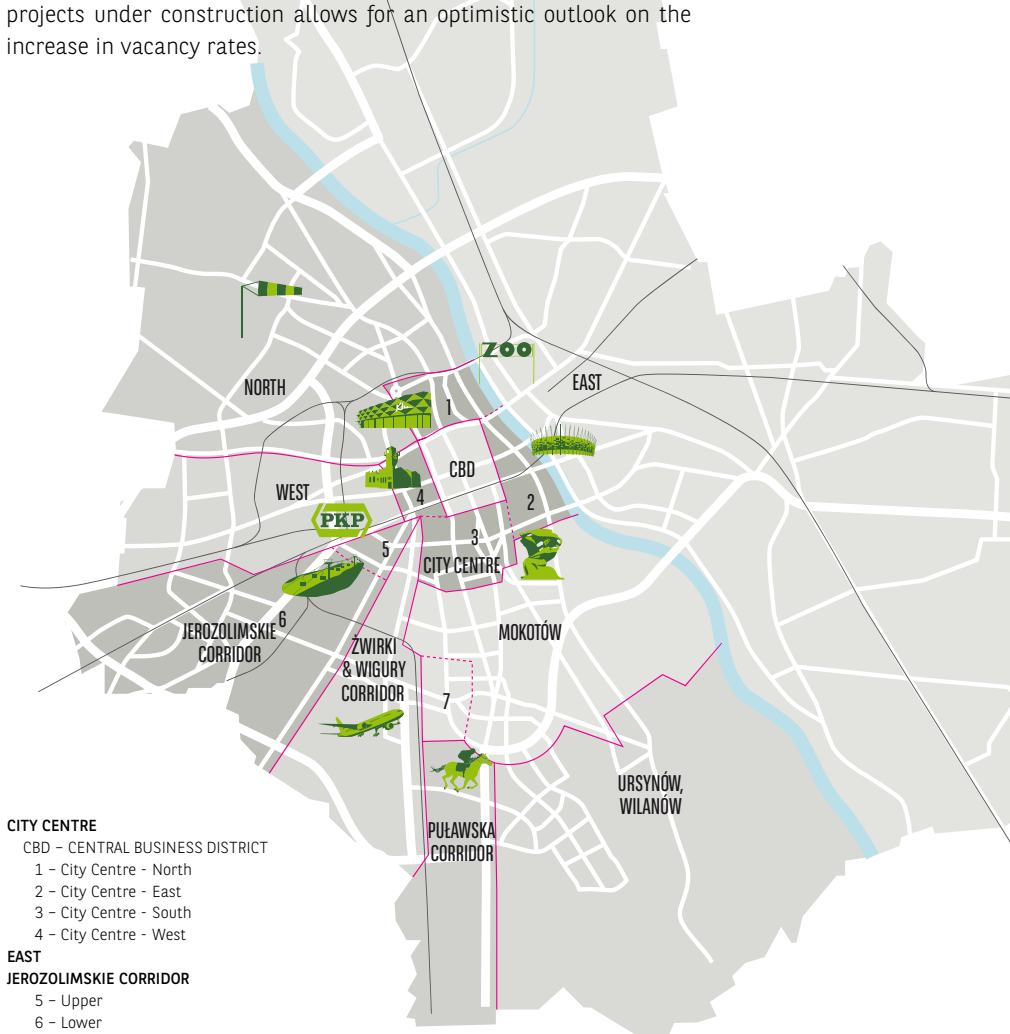 projects under construction allows for an optimistic outlook on the
increase in vacancy rates.
ZOO
NORTH
EAST
1
CBD
WEST
4
2
PKP
3
5
CITY CENTRE
6
JEROZOLIMSKIE
CORRIDOR
MOKOTÓW
ŻWIRKI
& WIGURY
CORRIDOR
7
URSYNÓW,
WILANÓW
PUŁAWSKA
CORRIDOR
CITY CENTRE
CBD – CENTRAL BUSINESS DISTRICT
1 – City Centre - North
2 – City Centre - East
3 – City Centre - South
4 – City Centre - West
EAST
JEROZOLIMSKIE CORRIDOR
5 – Upper
6 – Lower